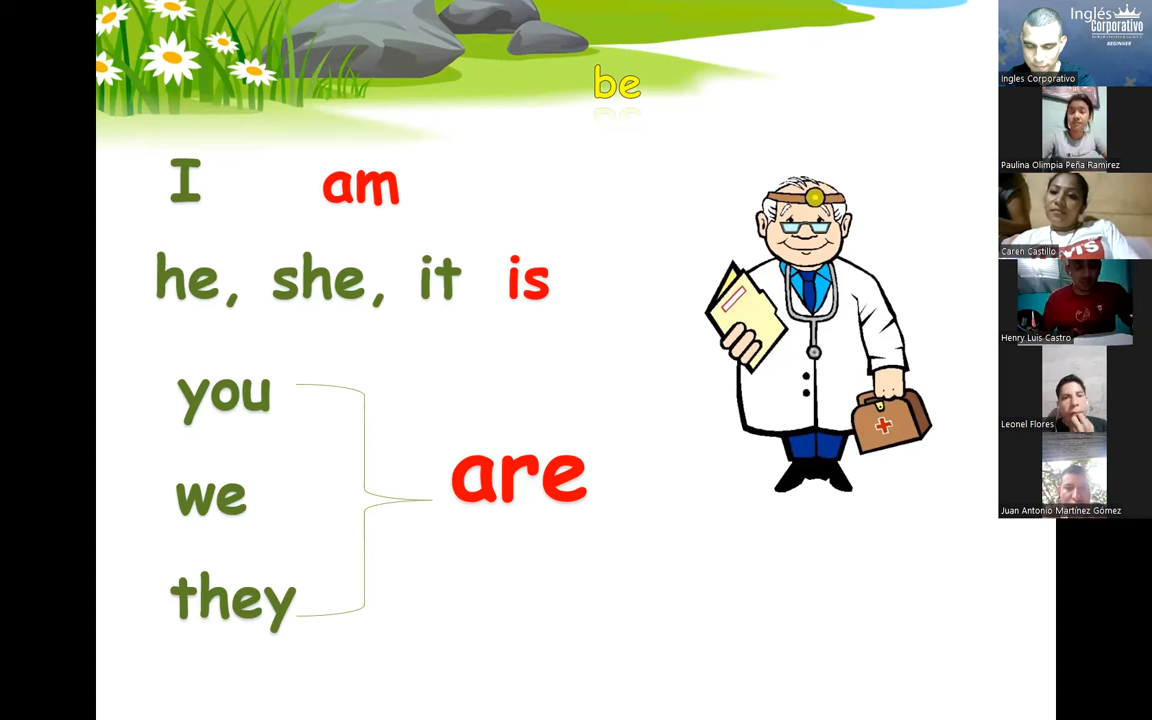 be
I am
he, she, it is
you
we
they
are
Inglés
Corporativo
BEGINNER
Ingles Corporativo
Paulina Olimpia Peña Ramirez
Caren Castillo
Henry Luis Castro
Leonel Flores
Juan Antonio Martínez Gómez